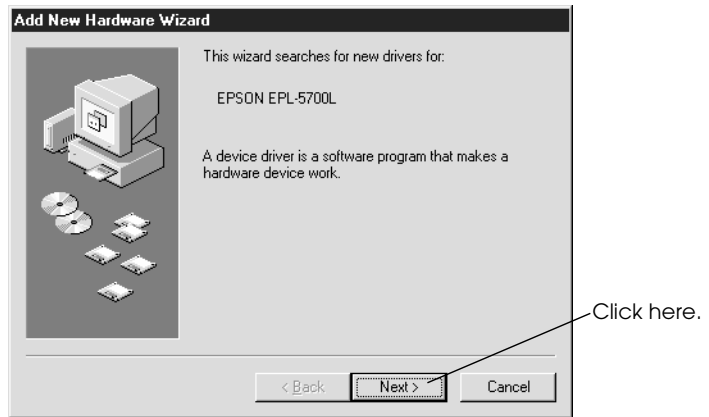 Add New Hardware Wizard
This wizard searches for new drivers for:
EPSON EPL-5700L
A device driver is a software program that makes a
hardware device work.
Click here.
< Back
Next >
Cancel